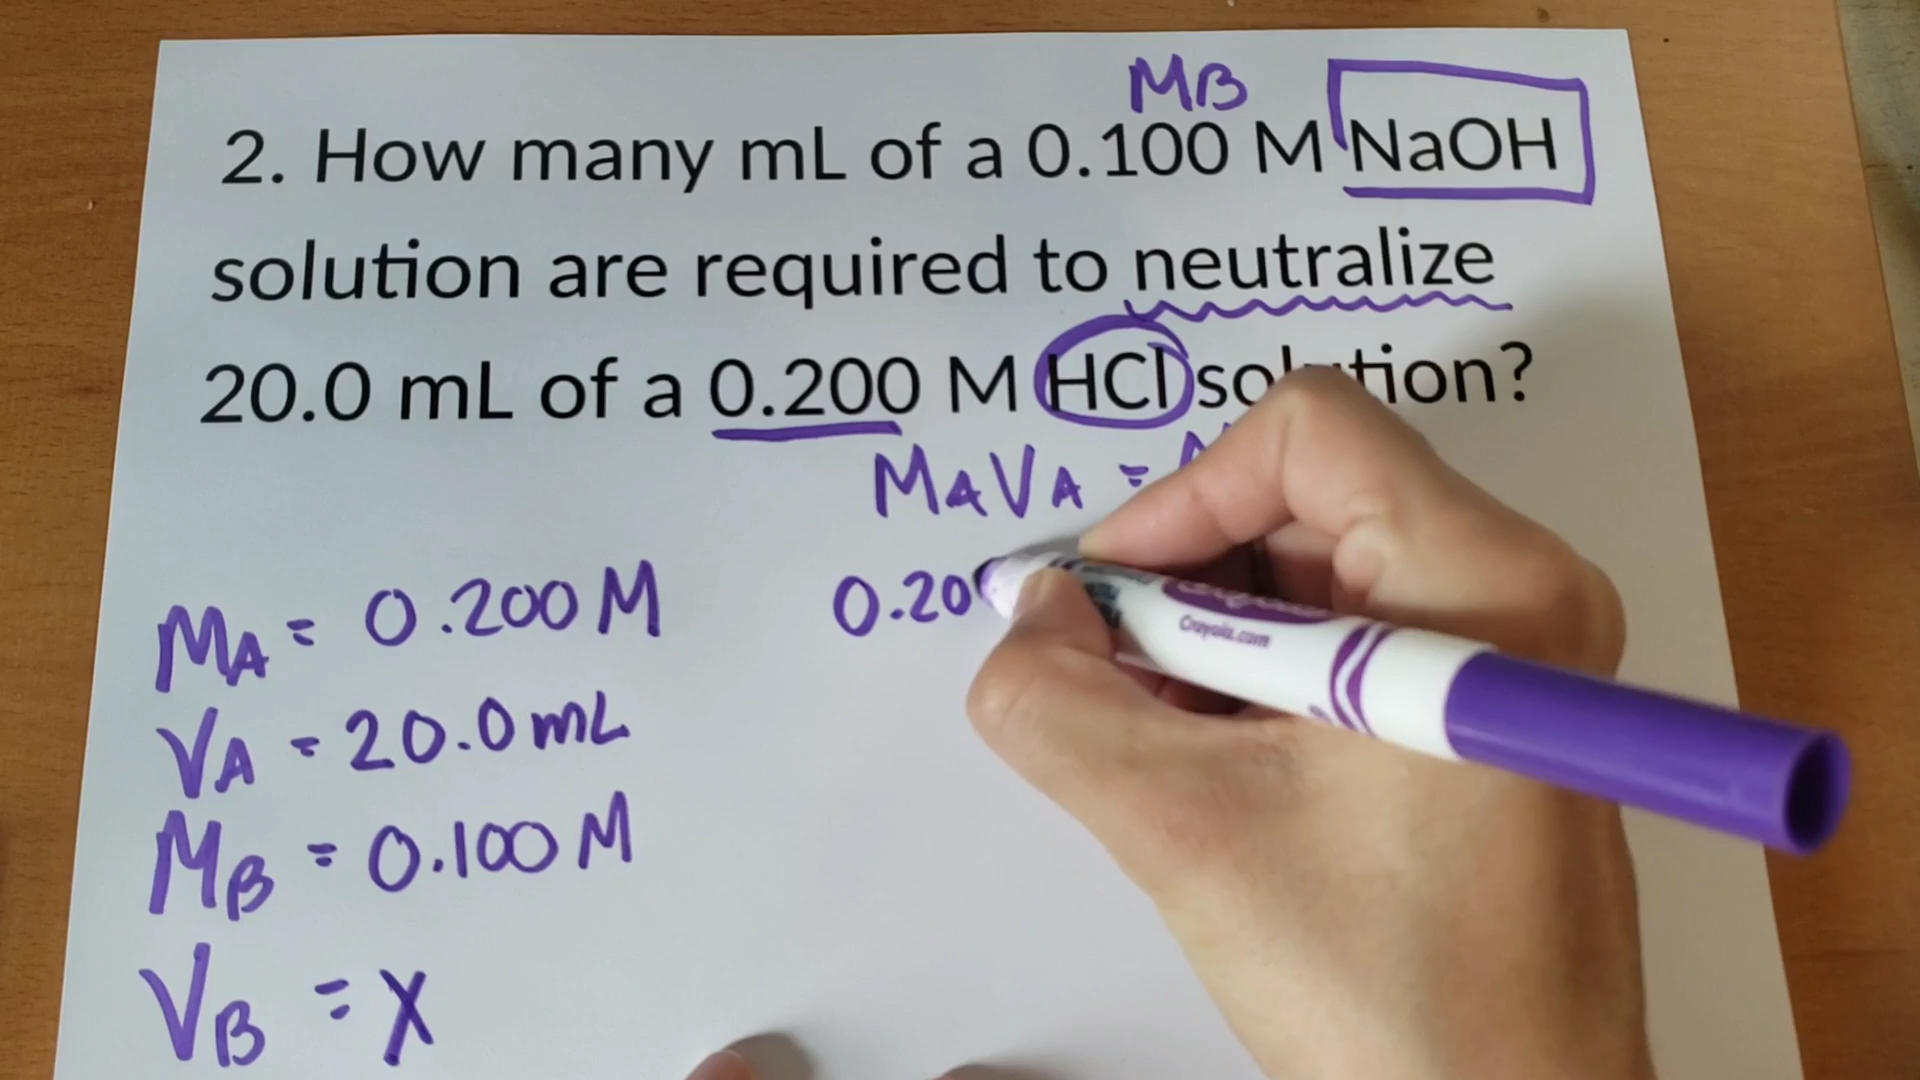 MB
2. How many mL of a 0.100 M NaOH
solution are required to neutralize
20.0 mL of a 0.200 M HCl solution?
MAVA =
MA = 0.200 M
0.20
Crayola.com
VA = 20.0 mL
MB = 0.100 M
VB = X